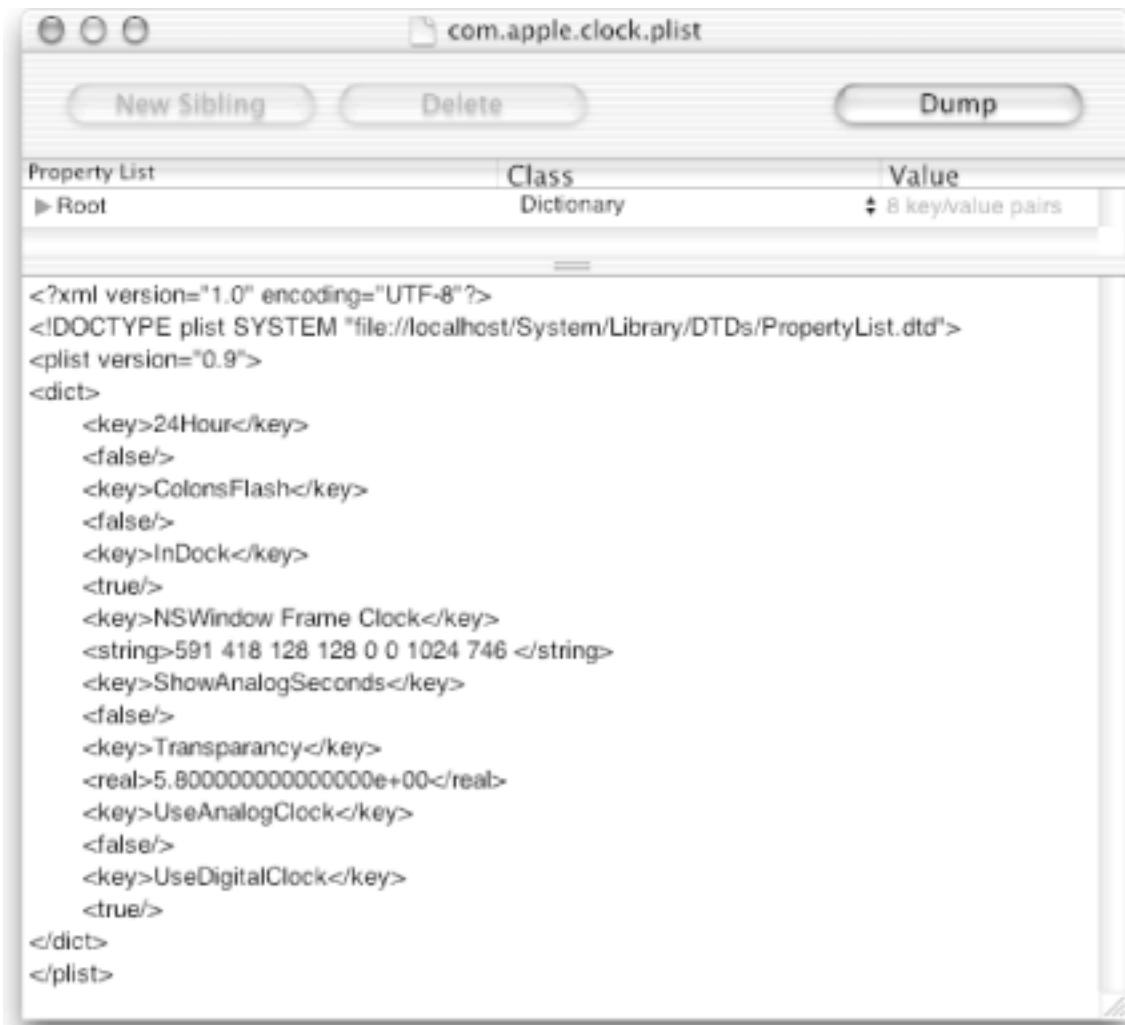 com.apple.clock.plist
New Sibling Delete Dump
Property List Class Value
Root Dictionary 8 key/value pairs
<?xml version="1.0" encoding="UTF-8"?>
<!DOCTYPE plist SYSTEM "file://localhost/System/Library/DTDs/PropertyList.dtd">
<plist version="0.9">
<dict>
<key>24Hour</key>
<false/>
<key>ColonsFlash</key>
<false/>
<key>InDock</key>
<true/>
<key>NSWindow Frame Clock</key>
<string>591 418 128 128 0 0 1024 746 </string>
<key>ShowAnalogSeconds</key>
<false/>
<key>Transparancy</key>
<real>5.800000000000000e+00</real>
<key>UseAnalogClock</key>
<false/>
<key>UseDigitalClock</key>
<true/>
</dict>
</plist>